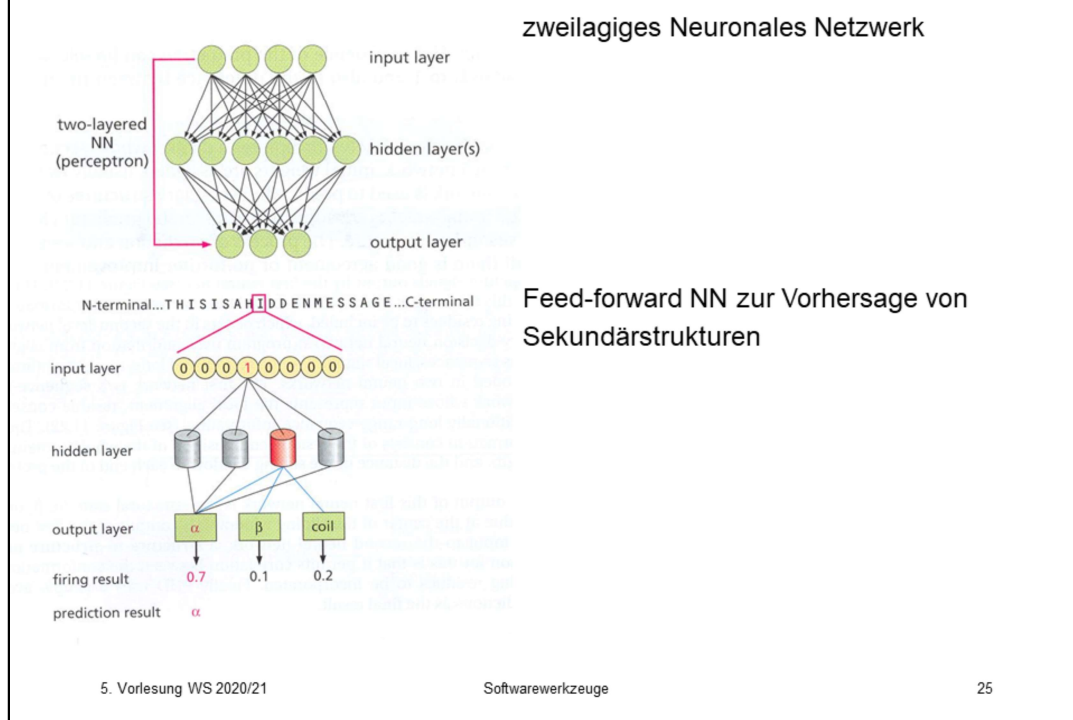 zweilagiges Neuronales Netzwerk
input layer
two-layered
NN
(perceptron)
hidden layer(s)
output layer
N-terminal...THISISAHIDDENMESSAGE...C-terminal
Feed-forward NN zur Vorhersage von
Sekundärstrukturen
input layer
0 0 0 1 0 0 0 0
hidden layer
output layer
α β coil
firing result
0.7 0.1 0.2
prediction result
α
5. Vorlesung WS 2020/21
Softwarewerkzeuge
25